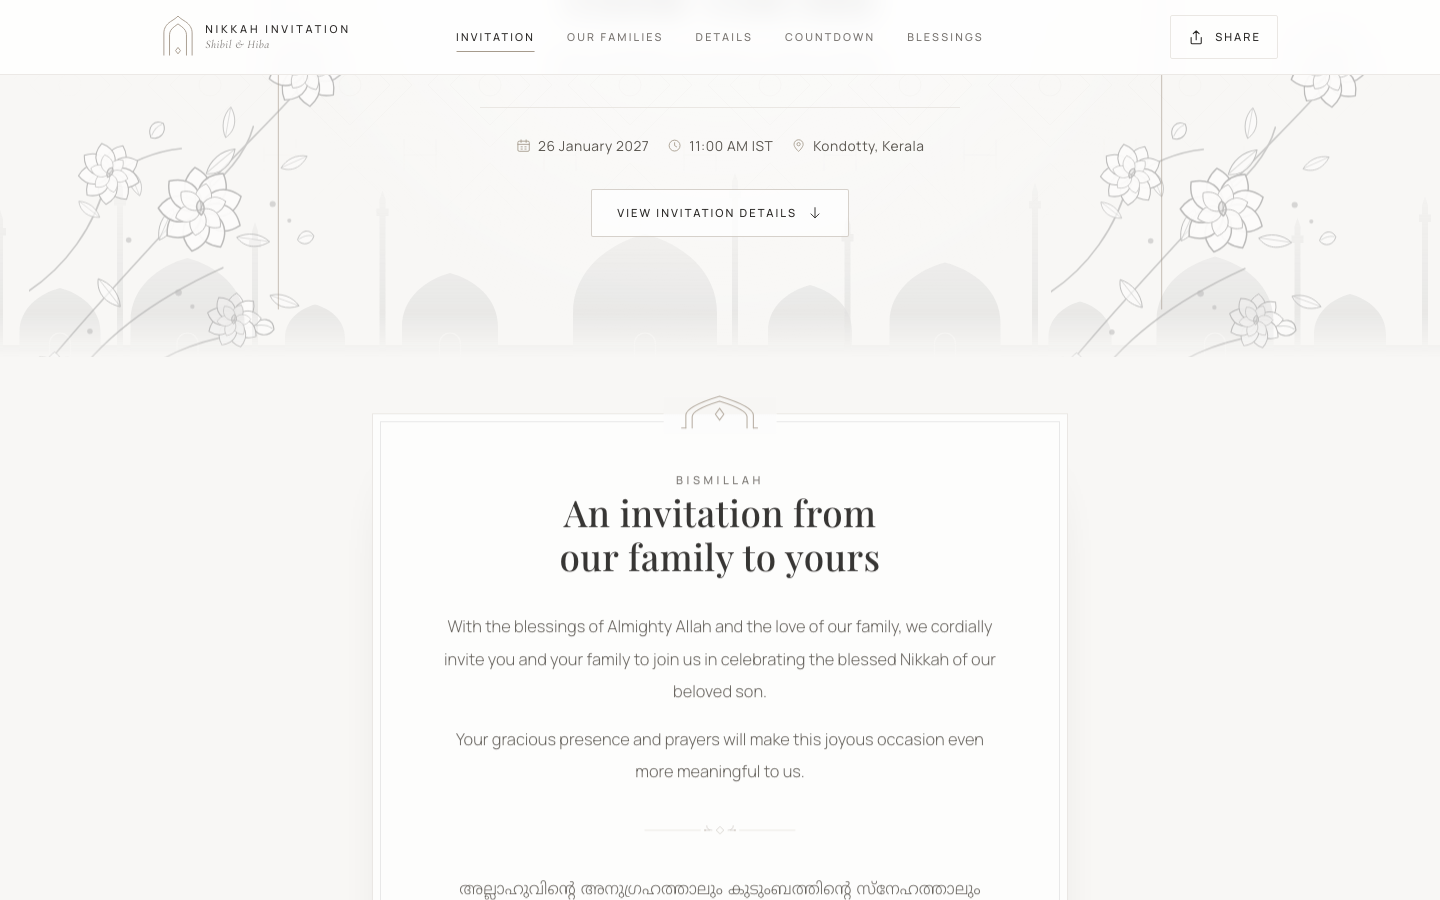 NIKKAH INVITATION
Shibil & Hiba
INVITATION
OUR FAMILIES
DETAILS
COUNTDOWN
BLESSINGS
SHARE
26 January 2027
11:00 AM IST
Kondotty, Kerala
VIEW INVITATION DETAILS
BISMILLAH
An invitation from
our family to yours
With the blessings of Almighty Allah and the love of our family, we cordially
invite you and your family to join us in celebrating the blessed Nikkah of our
beloved son.
Your gracious presence and prayers will make this joyous occasion even
more meaningful to us.
അല്ലാഹുവിന്റെ അനുഗ്രഹത്താലും കുടുംബത്തിന്റെ സ്നേഹത്താലും